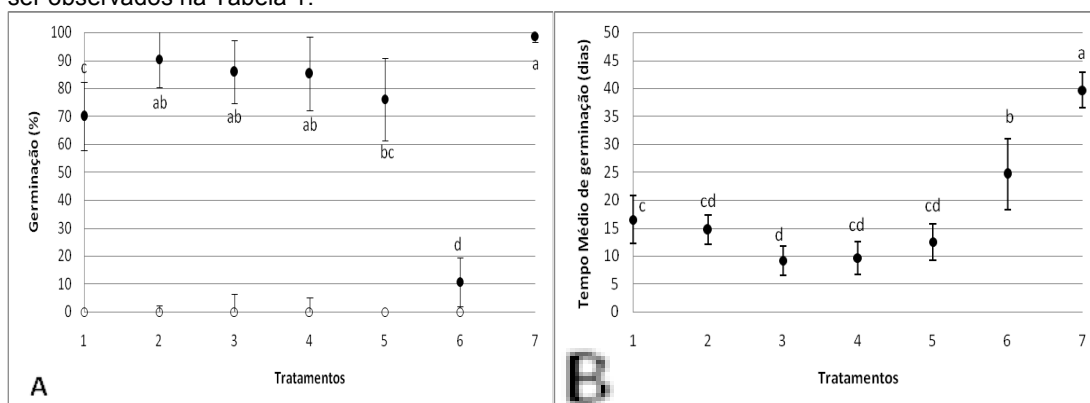 ser observados na Tabela 1.
100
90
80
70
60
50
40
30
20
10
0
Germinação (%)
c
ab
ab
ab
bc
d
a
1 2 3 4 5 6 7
Tratamentos
A
50
45
40
35
30
25
20
15
10
5
0
Tempo Médio de germinação (dias)
c
cd
d
cd
cd
b
a
1 2 3 4 5 6 7
Tratamentos
B